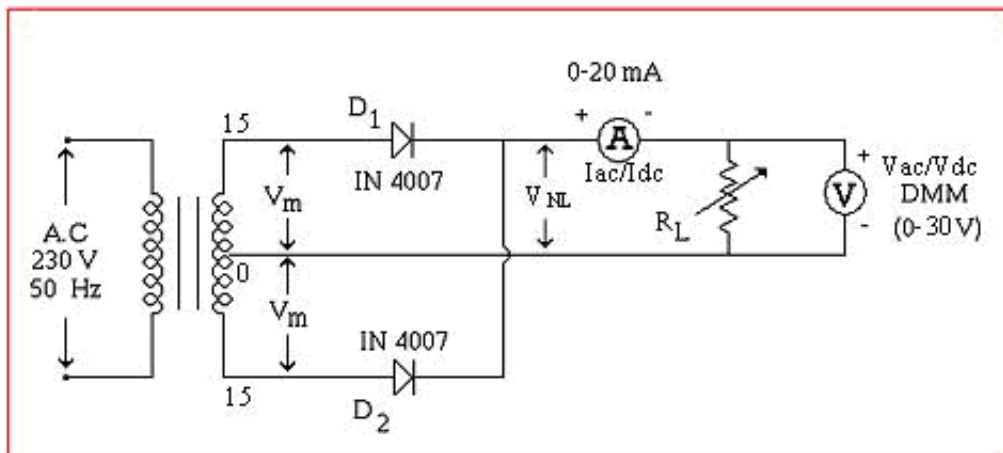 0-20 mA
D1
15
+ -
A
Iac/Idc
IN 4007
Vm
VNL
RL
+
V
-
Vac/Vdc
DMM
(0-30V)
A.C
230 V
50 Hz
0
Vm
IN 4007
15
D2